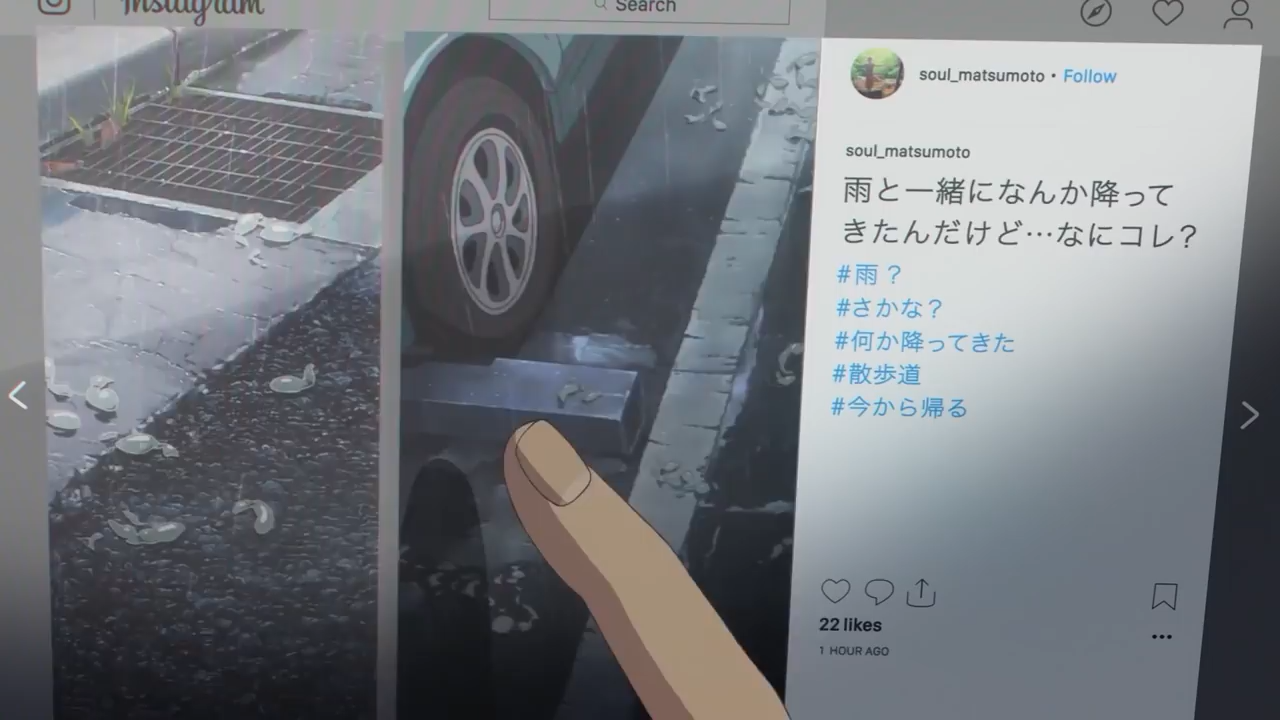 Instagram
Search
soul_matsumoto • Follow
soul_matsumoto
雨と一緒になんか降って
きたんだけど…なにコレ？
#雨？
#さかな？
#何か降ってきた
#散歩道
#今から帰る
22 likes
1 HOUR AGO